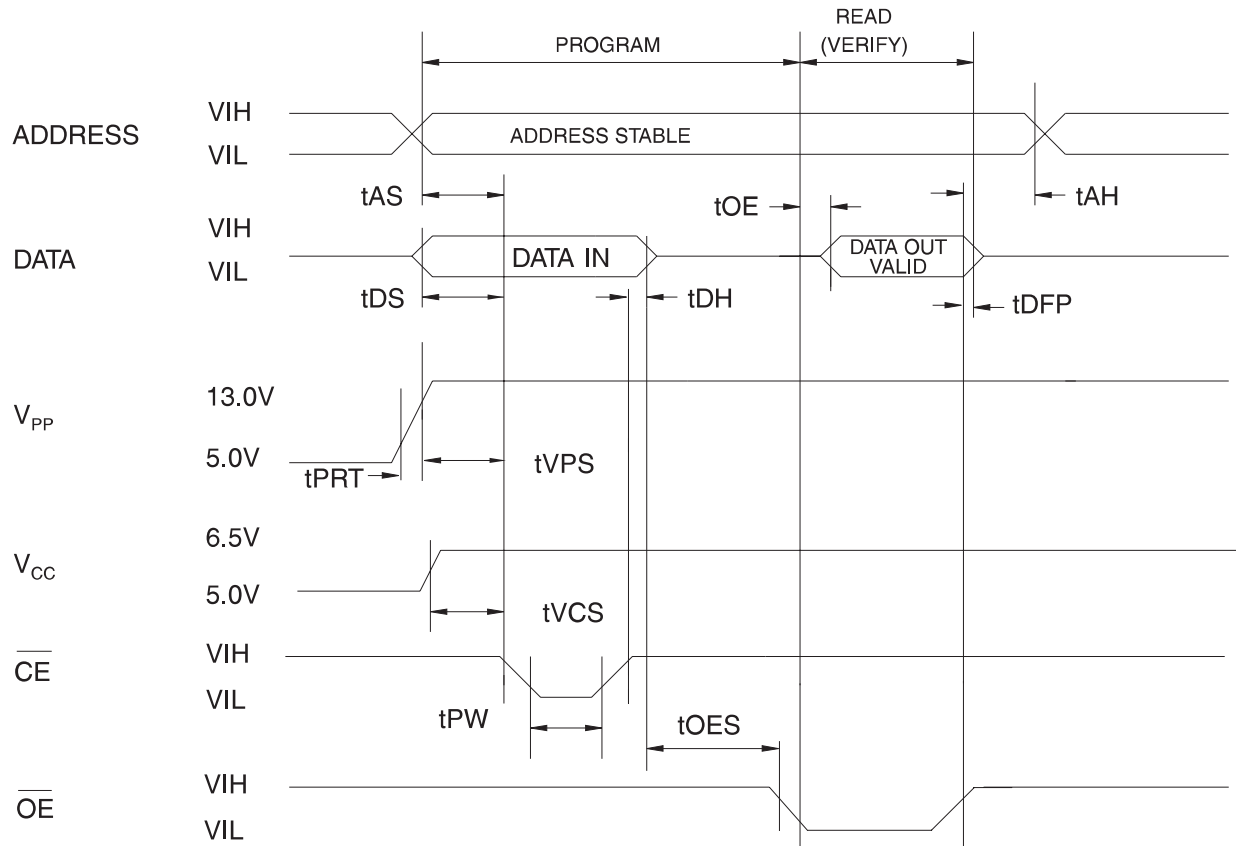 READ
PROGRAM (VERIFY)
ADDRESS VIH ADDRESS STABLE
VIL
tAS tOE tAH
DATA VIH DATA IN DATA OUT
VIL VALID
tDS tDH tDFP
VPP 13.0V
5.0V
tPRT tVPS
VCC 6.5V
5.0V
tVCS
CE VIH
VIL
tPW tOES
OE VIH
VIL